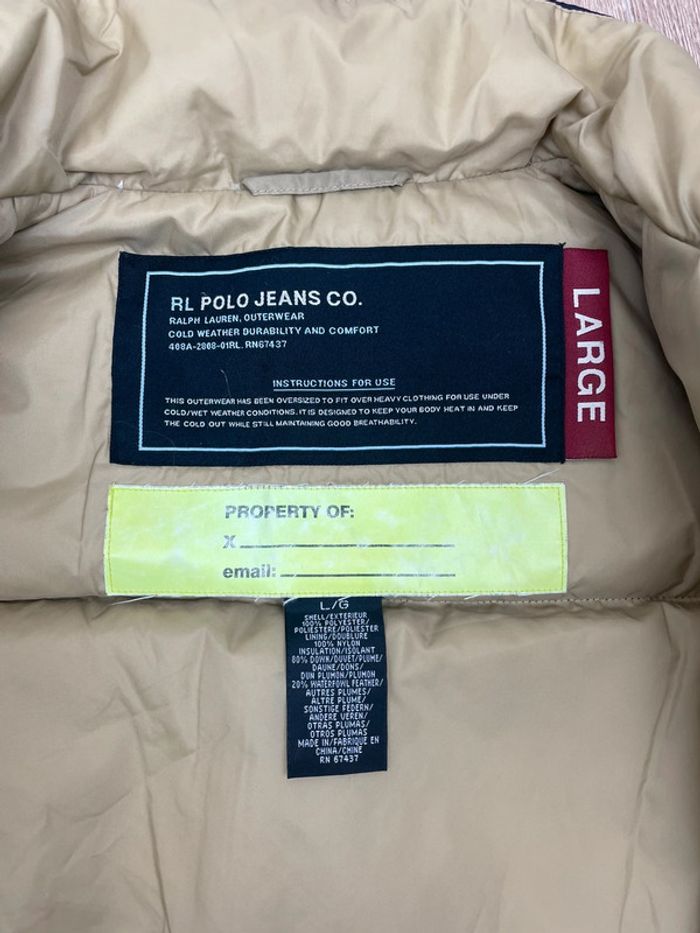 RL POLO JEANS CO.
RALPH LAUREN, OUTERWEAR
COLD WEATHER DURABILITY AND COMFORT
408A-2808-01RL. RN67437
INSTRUCTIONS FOR USE
THIS OUTERWEAR HAS BEEN OVERSIZED TO FIT OVER HEAVY CLOTHING FOR USE UNDER
COLD/WET WEATHER CONDITIONS. IT IS DESIGNED TO KEEP YOUR BODY HEAT IN AND KEEP
THE COLD OUT WHILE STILL MAINTAINING GOOD BREATHABILITY.
LARGE
PROPERTY OF:
X
email:
L/G
SHELL/EXTERIEUR
100% POLYESTER/
POLIESTERE/POLIESTER
LINING/DOUBLURE
100% NYLON
INSULATION/ISOLANT
80% DOWN/DUVET/PLUME/
DAUNE/DONS/
DUN PLUMON/PLUMON
20% WATERFOWL FEATHER/
AUTRES PLUMES/
ALTRE PLUME/
SONSTIGE FEDERN/
ANDERE VEREN/
OTRAS PLUMAS/
OTROS PLUMAS
MADE IN/FABRIQUE EN
CHINA/CHINE
RN 67437